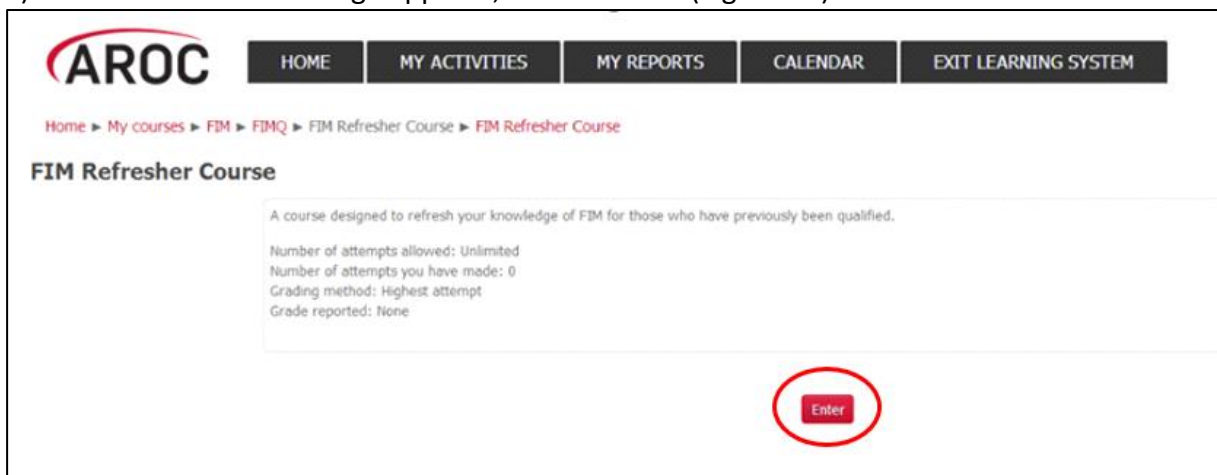 AROC
HOME MY ACTIVITIES MY REPORTS CALENDAR EXIT LEARNING SYSTEM
Home ► My courses ► FIM ► FIMQ ► FIM Refresher Course ► FIM Refresher Course
FIM Refresher Course
A course designed to refresh your knowledge of FIM for those who have previously been qualified.
Number of attempts allowed: Unlimited
Number of attempts you have made: 0
Grading method: Highest attempt
Grade reported: None
Enter